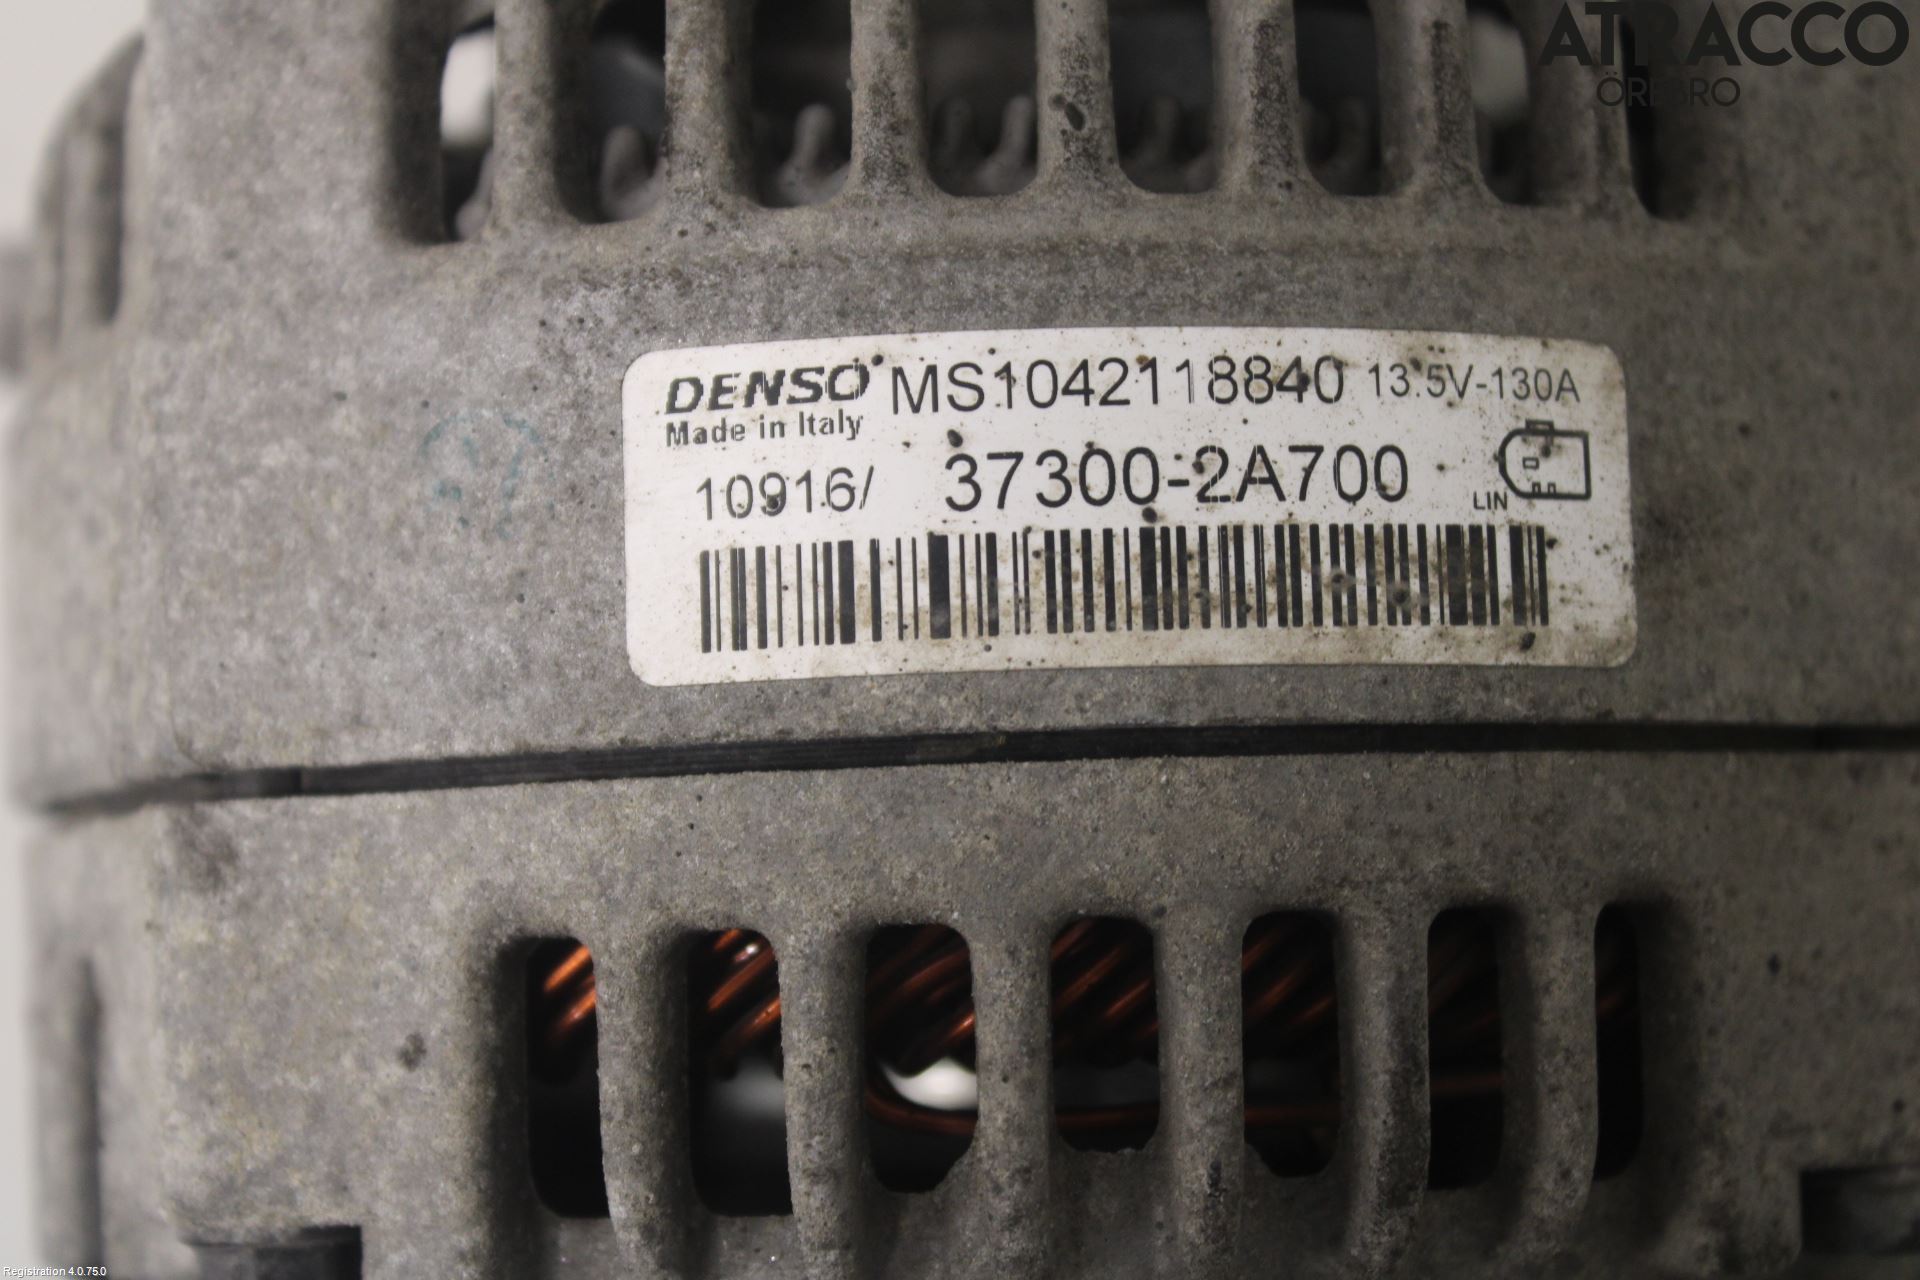 ATRACCO
ÖREBRO
DENSO MS1042118840 13.5V-130A
Made in Italy
10916/ 37300-2A700
LIN
Registration 4.0.75.0